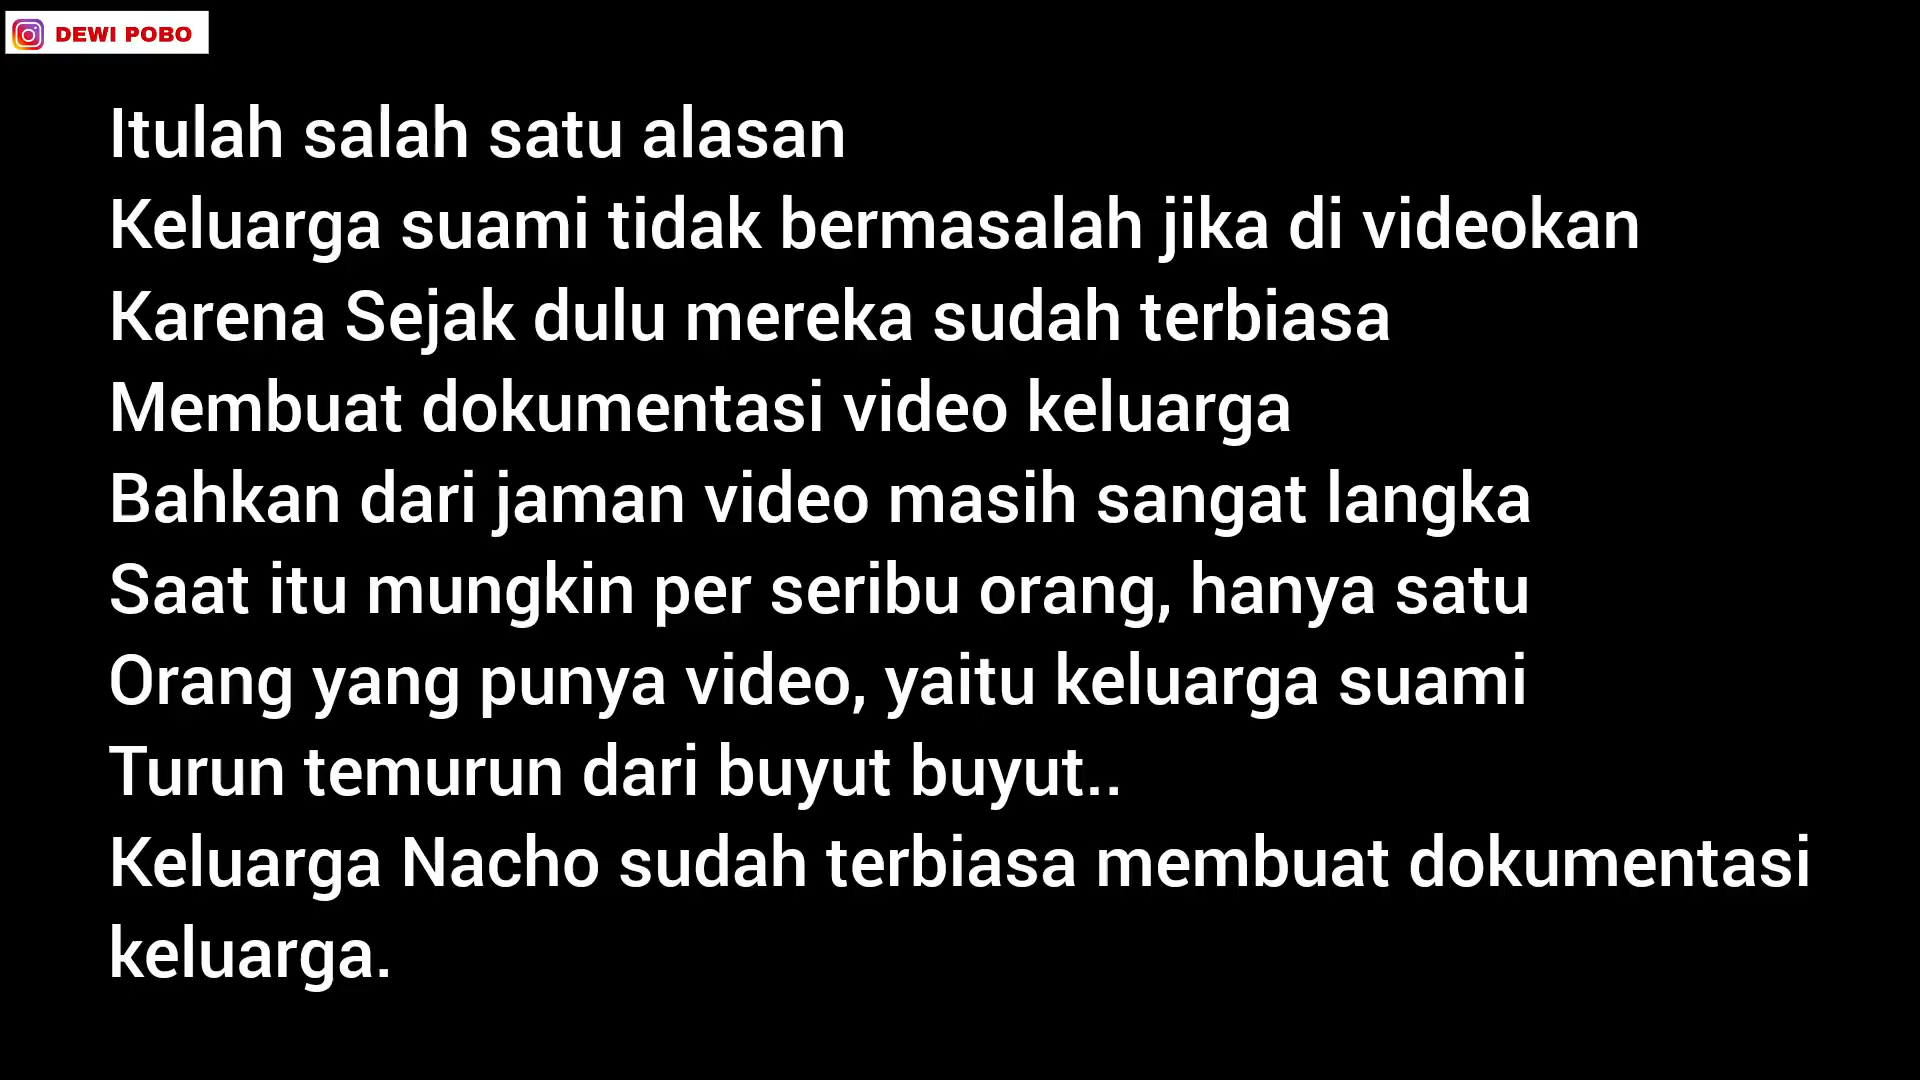 DEWI POBO
Itulah salah satu alasan
Keluarga suami tidak bermasalah jika di videokan
Karena Sejak dulu mereka sudah terbiasa
Membuat dokumentasi video keluarga
Bahkan dari jaman video masih sangat langka
Saat itu mungkin per seribu orang, hanya satu
Orang yang punya video, yaitu keluarga suami
Turun temurun dari buyut buyut..
Keluarga Nacho sudah terbiasa membuat dokumentasi
keluarga.